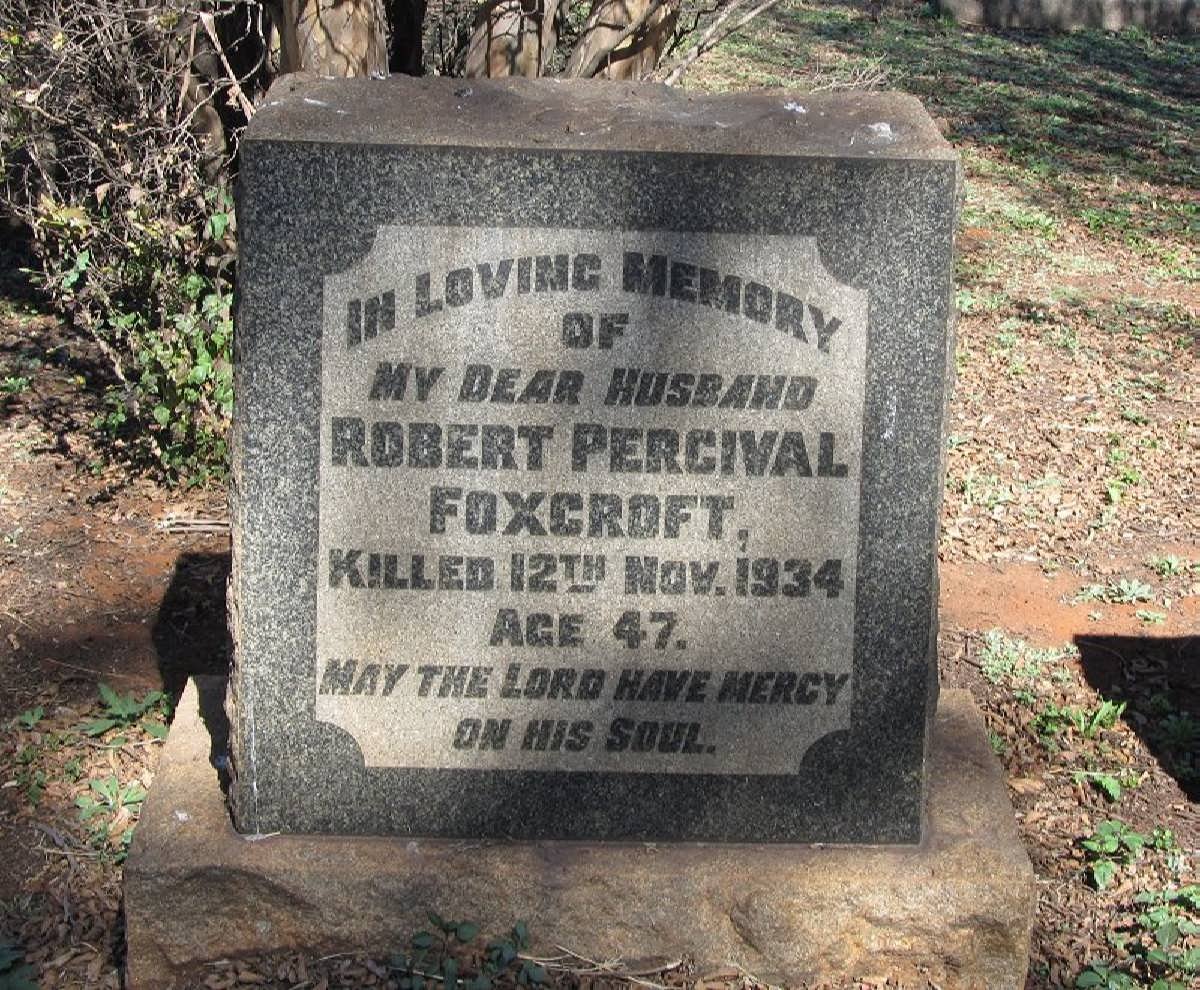 IN LOVING MEMORY
OF
MY DEAR HUSBAND
ROBERT PERCIVAL
FOXCROFT,
KILLED 12TH NOV. 1934
AGE 47.
MAY THE LORD HAVE MERCY
ON HIS SOUL.